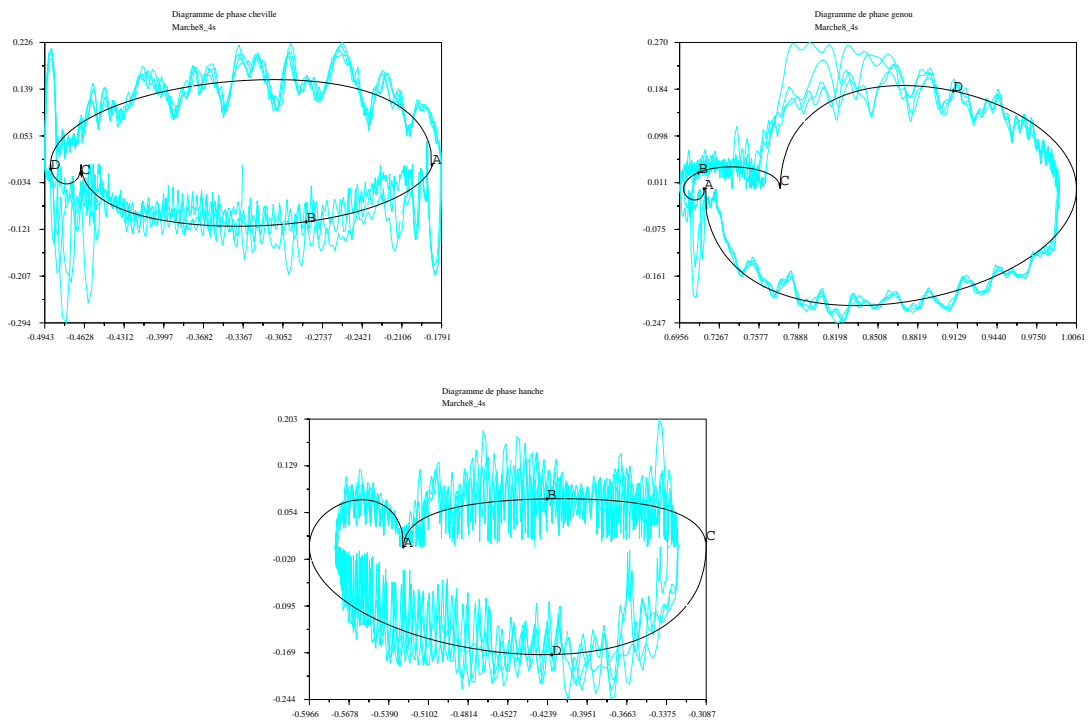 Diagramme de phase cheville
Marche8_4s
0.226
0.139
0.053
-0.034
-0.121
-0.207
-0.294
-0.4943 -0.4628 -0.4312 -0.3997 -0.3682 -0.3367 -0.3052 -0.2737 -0.2421 -0.2106 -0.1791
A
D
C
B
Diagramme de phase genou
Marche8_4s
0.270
0.184
0.098
0.011
-0.075
-0.161
-0.247
0.6956 0.7267 0.7577 0.7888 0.8198 0.8508 0.8819 0.9129 0.9440 0.9750 1.0061
D
B
C
A
Diagramme de phase hanche
Marche8_4s
0.203
0.129
0.054
-0.020
-0.095
-0.169
-0.244
-0.5966 -0.5678 -0.5390 -0.5102 -0.4814 -0.4527 -0.4239 -0.3951 -0.3663 -0.3375 -0.3087
B
C
A
D